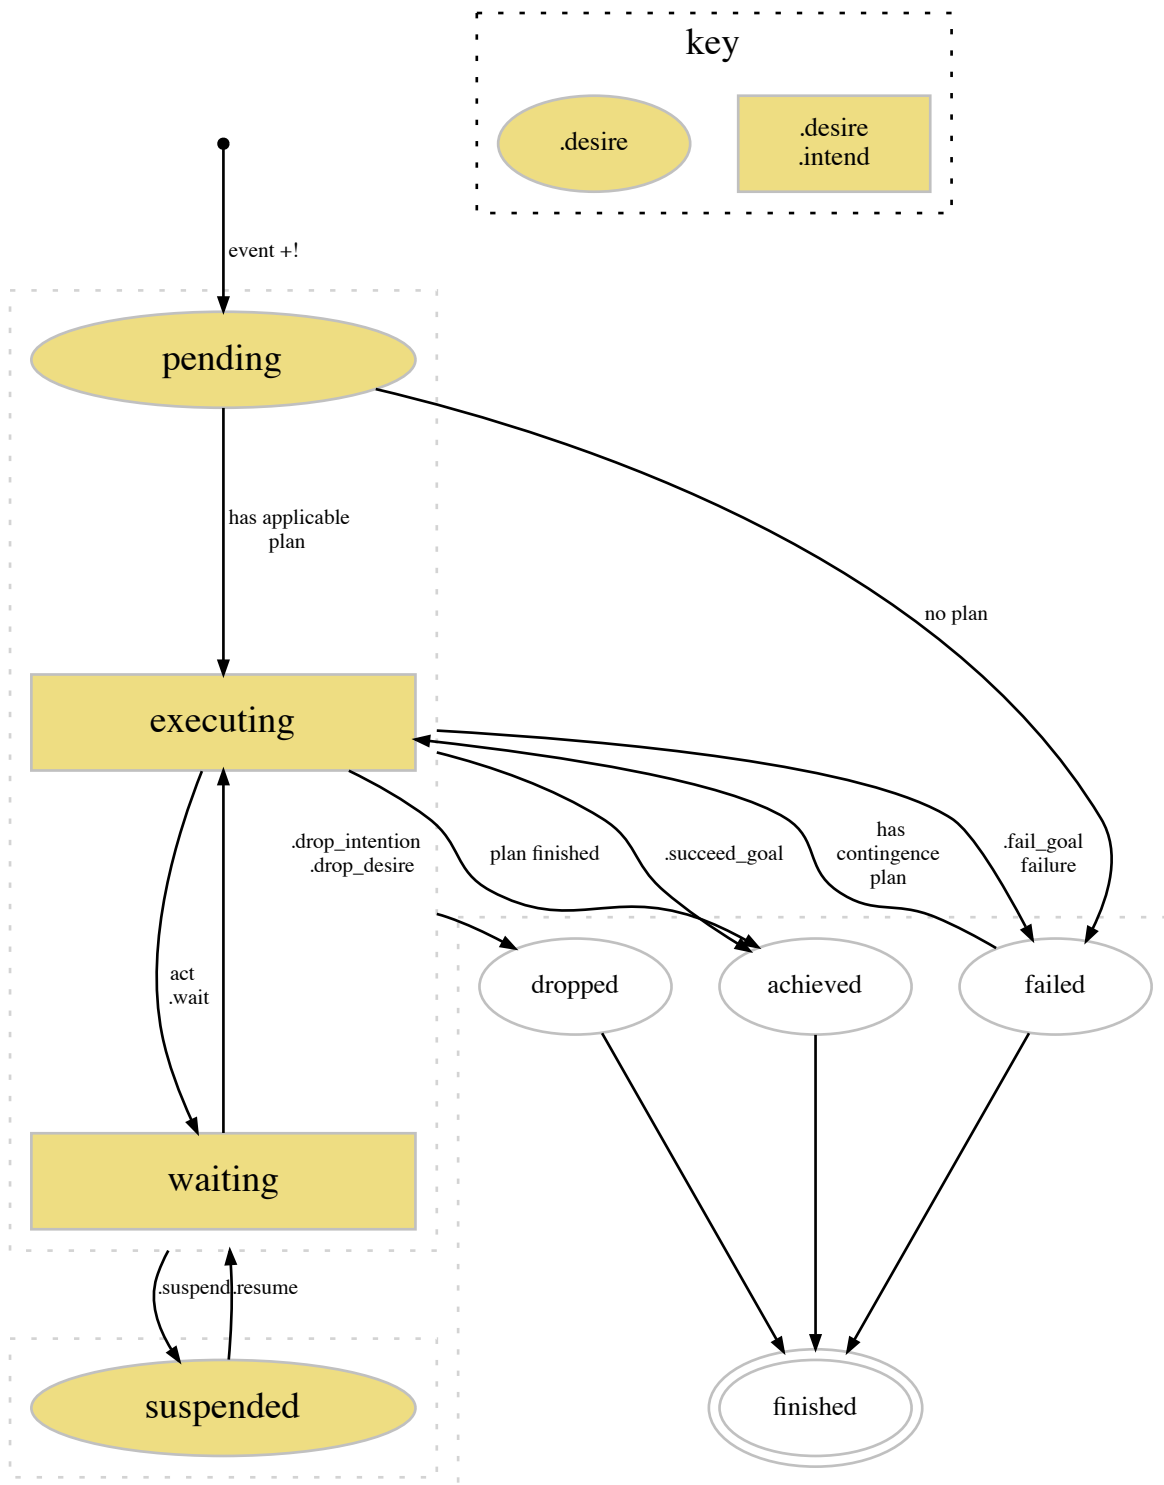 key
.desire
.desire
.intend
event +!
pending
has applicable
plan
no plan
executing
.drop_intention
.drop_desire
plan finished
.succeed_goal
has
contingence
plan
.fail_goal
failure
act
.wait
dropped
achieved
failed
waiting
.suspend
.resume
suspended
finished